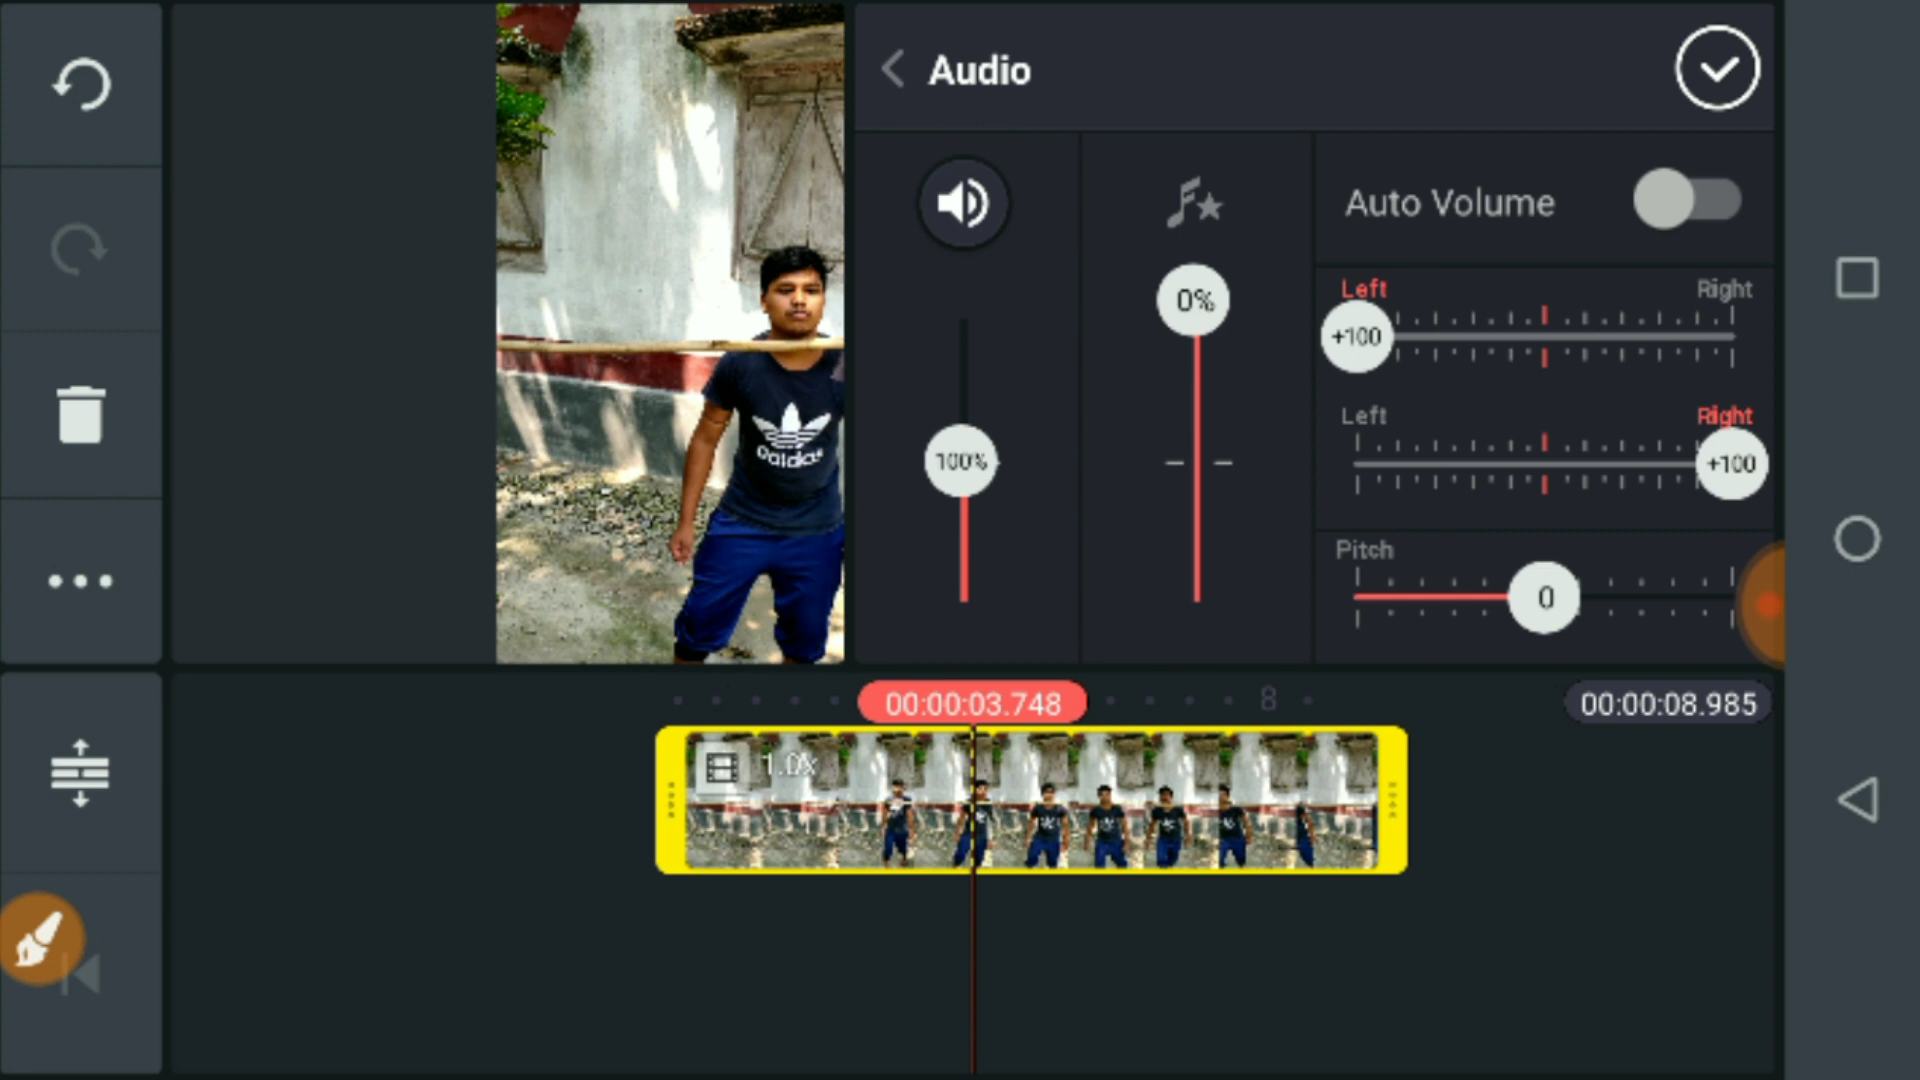 Audio
Auto Volume
0%
100%
Left
Right
+100
Left
Right
+100
Pitch
0
adidas
00:00:03.748
8
00:00:08.985
1.0x